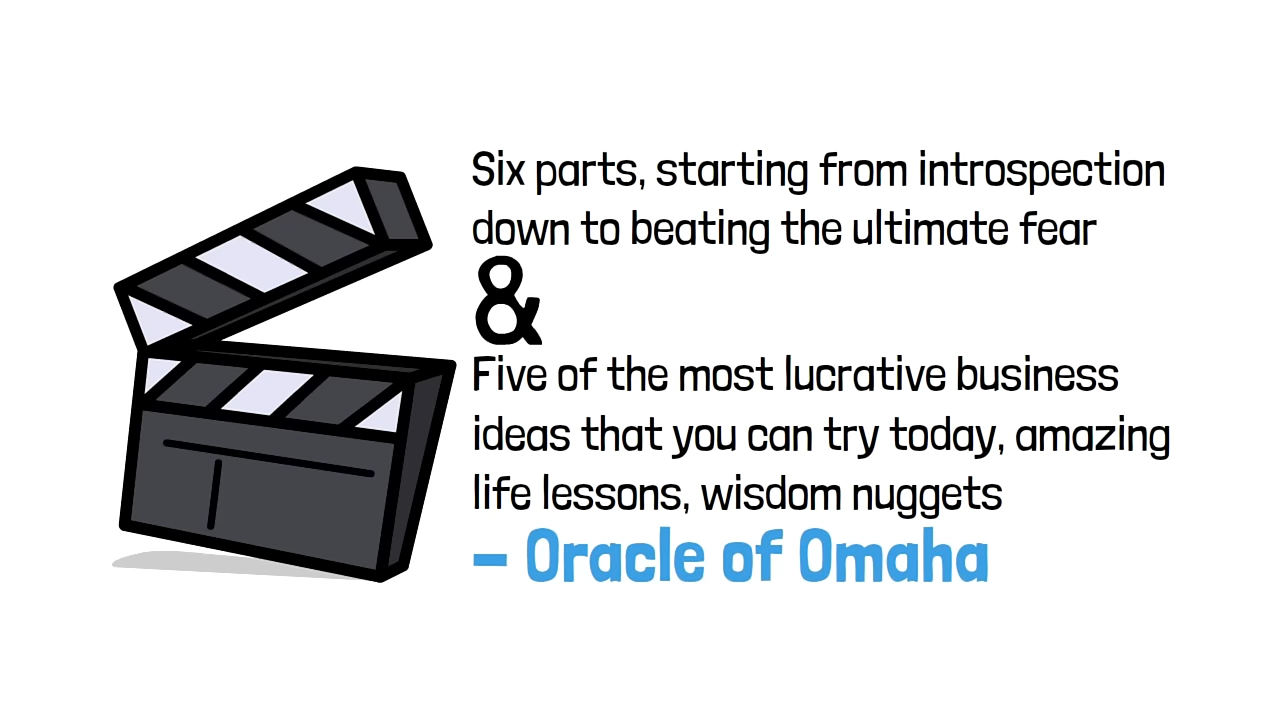 Six parts, starting from introspection
down to beating the ultimate fear
&
Five of the most lucrative business
ideas that you can try today, amazing
life lessons, wisdom nuggets
– Oracle of Omaha